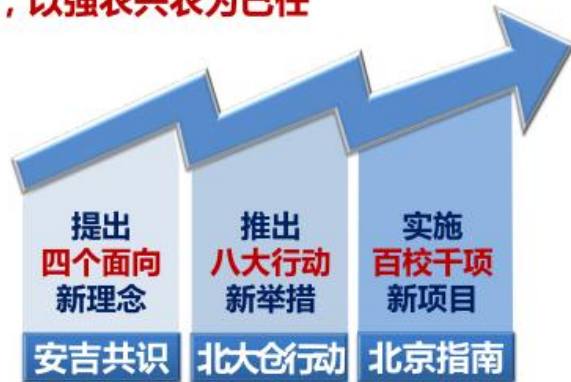 ，以强农兴农为己任
提出
四个面向
新理念
安吉共识
推出
八大行动
新举措
北大仓行动
实施
百校千项
新项目
北京指南